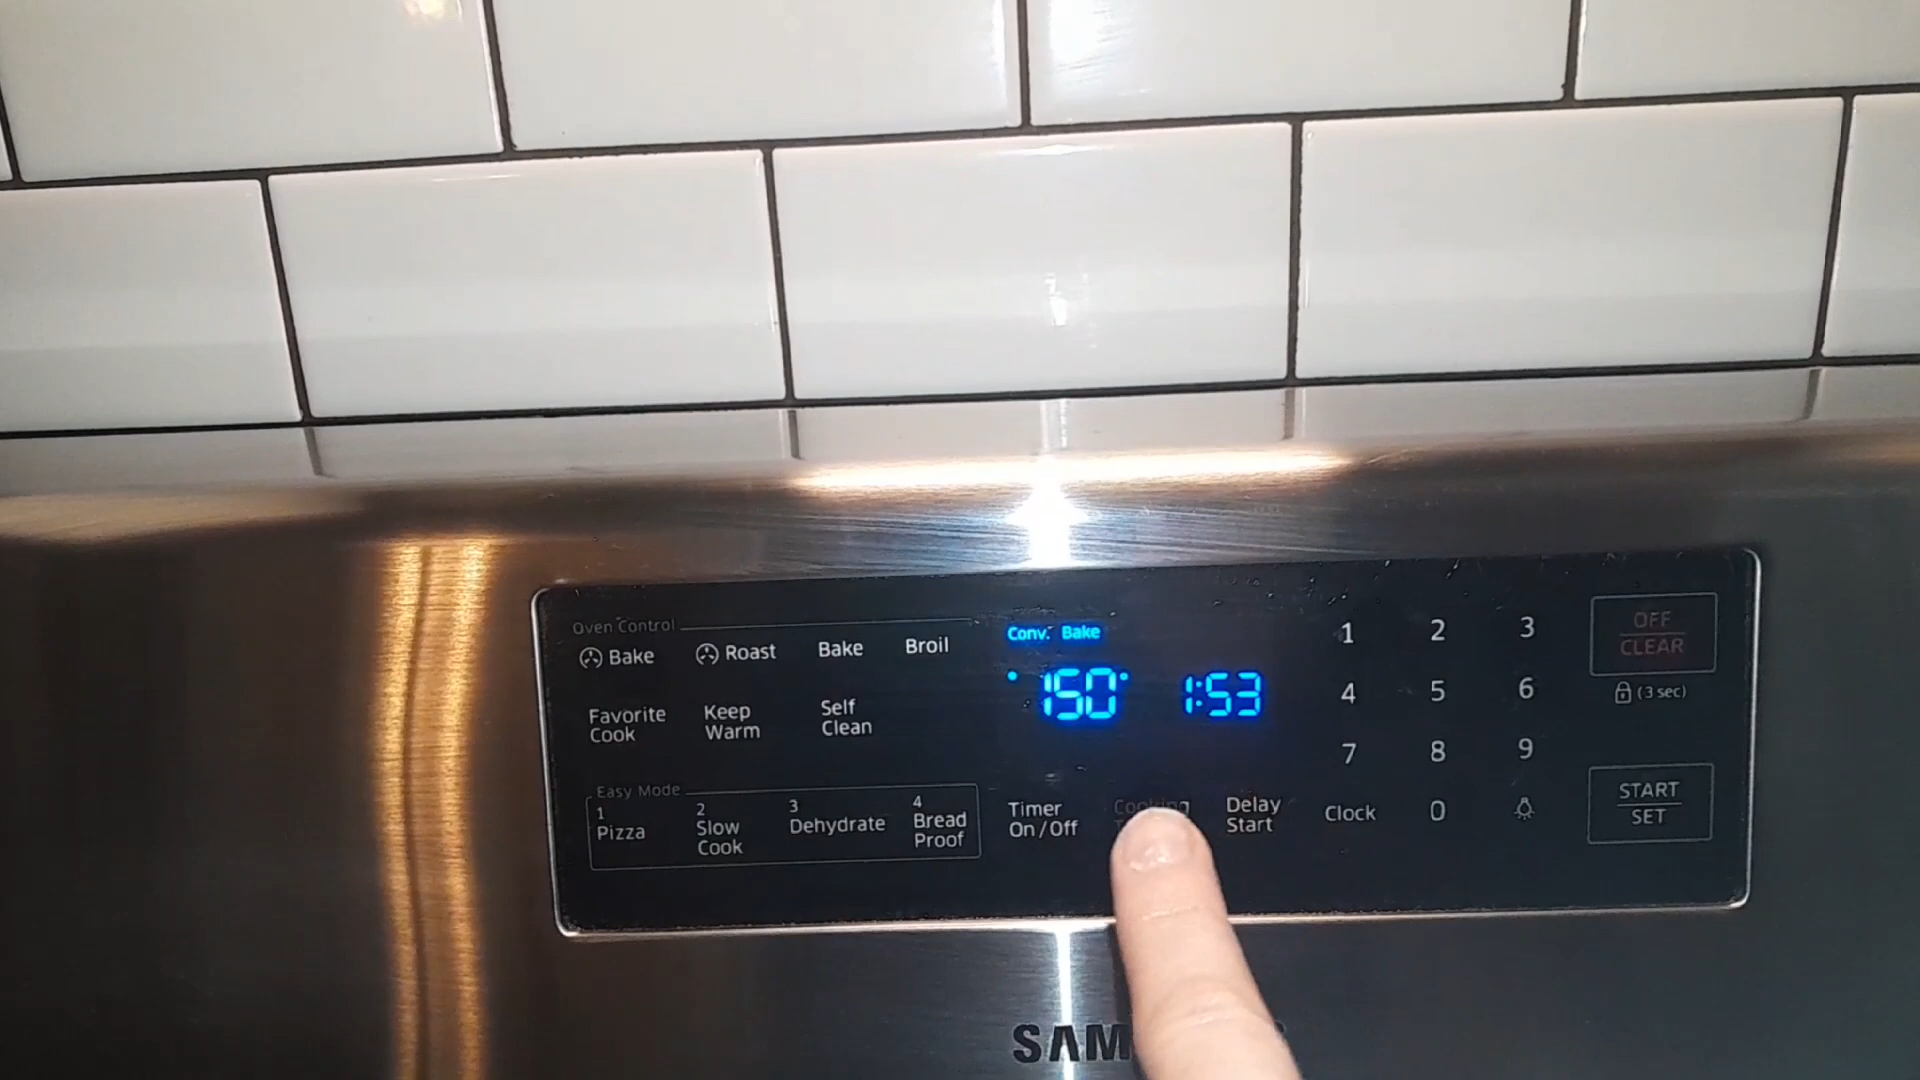 Oven Control
Bake Roast Bake Broil
Conv. Bake
150° 1:53
Favorite Cook
Keep Warm
Self Clean
Easy Mode
1 Pizza
2 Slow Cook
3 Dehydrate
4 Bread Proof
Timer On/Off
Cooking
Delay Start
Clock
1 2 3
4 5 6
7 8 9
0
OFF
CLEAR
(3 sec)
START
SET
SAM